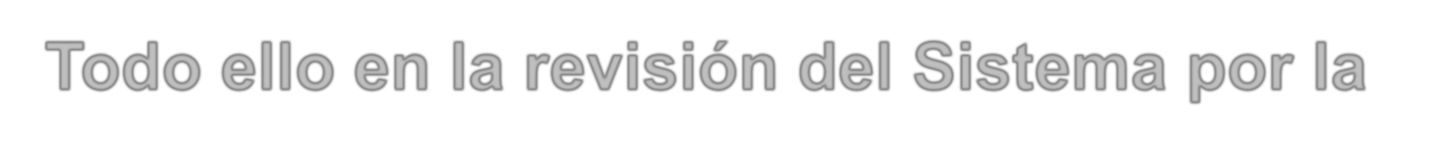 Todo ello en la revisión del Sistema por la